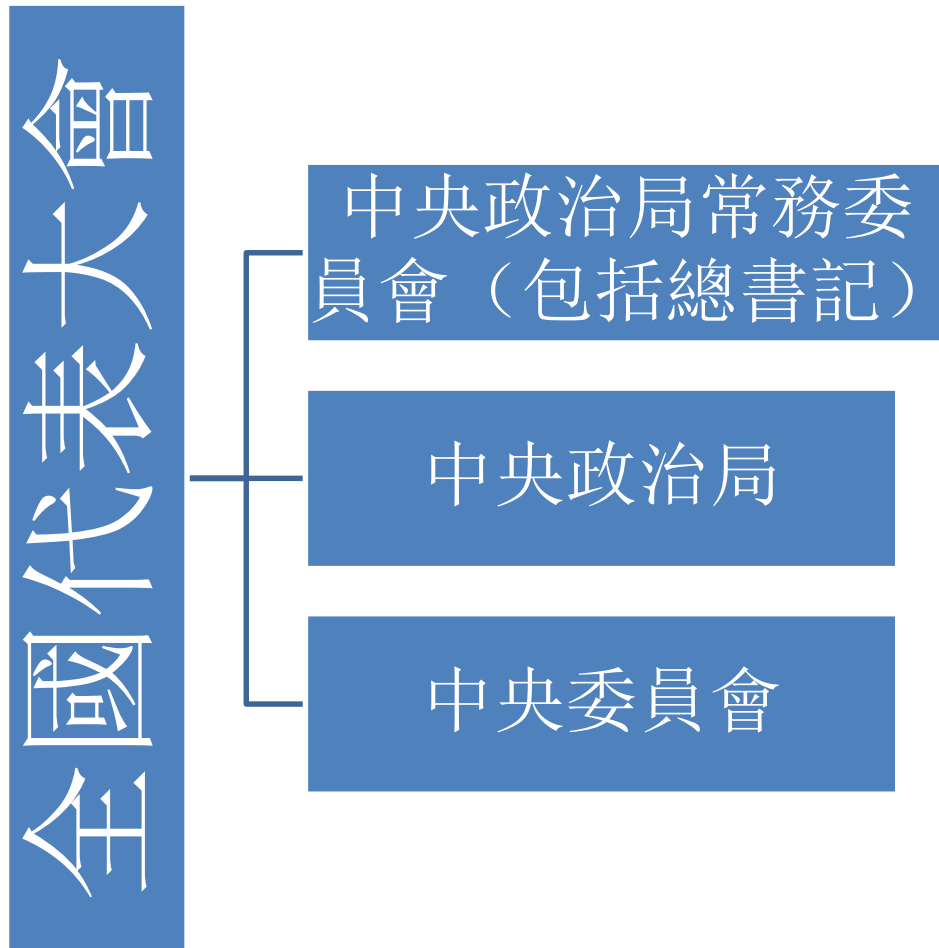 全國代表大會
中央政治局常務委
員會（包括總書記）
中央政治局
中央委員會